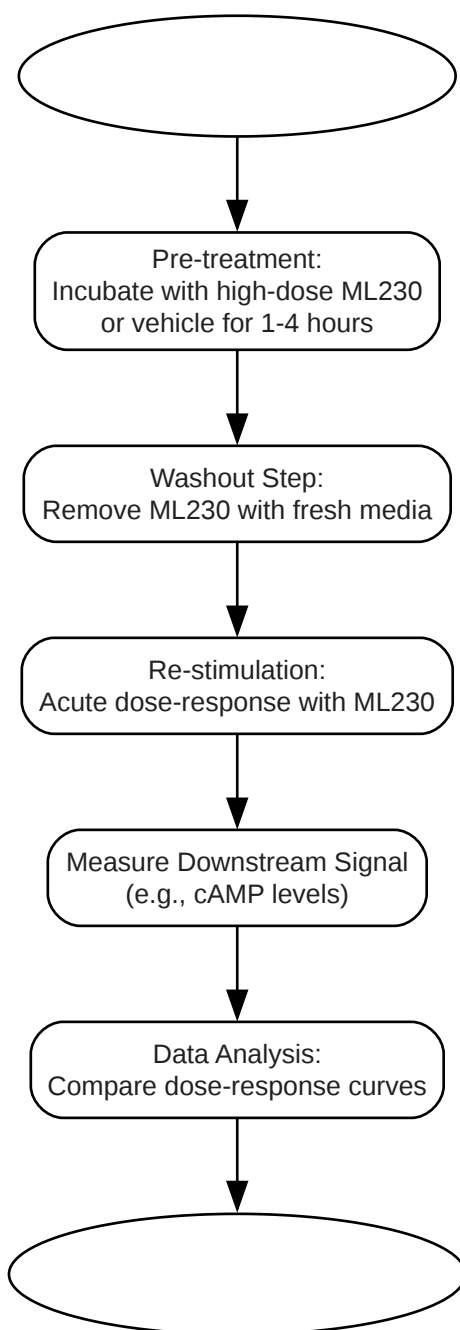 Pre-treatment:
Incubate with high-dose ML230
or vehicle for 1-4 hours
Washout Step:
Remove ML230 with fresh media
Re-stimulation:
Acute dose-response with ML230
Measure Downstream Signal
(e.g., cAMP levels)
Data Analysis:
Compare dose-response curves